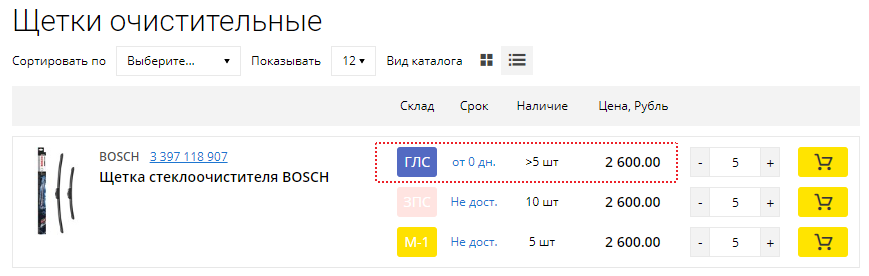 Щетки очистительные
Сортировать по Выберите... Показывать 12 Вид каталога
Склад Срок Наличие Цена, Рубль
BOSCH 3 397 118 907
Щетка стеклоочистителя BOSCH
ГЛС от 0 дн. >5 шт 2 600.00 - 5 +
ЗПС Не дост. 10 шт 2 600.00 - 5 +
М-1 Не дост. 5 шт 2 600.00 - 5 +